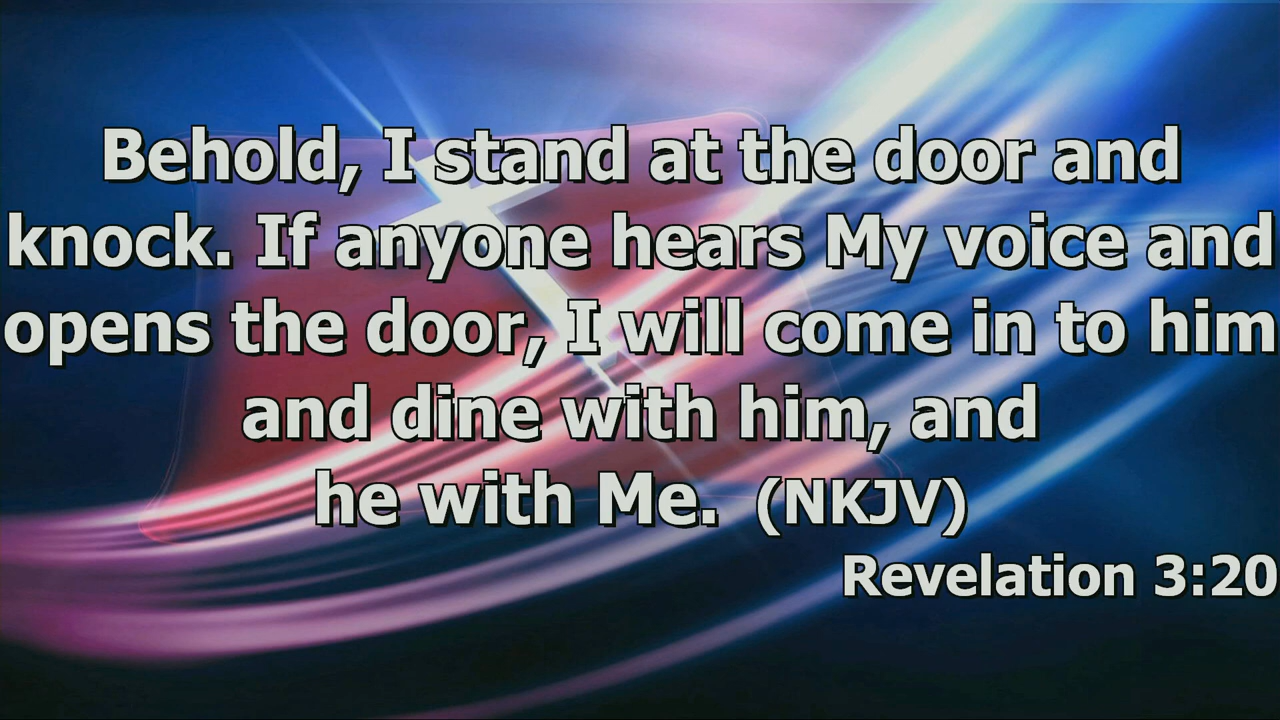 Behold, I stand at the door and
knock. If anyone hears My voice and
opens the door, I will come in to him
and dine with him, and
he with Me. (NKJV)
Revelation 3:20